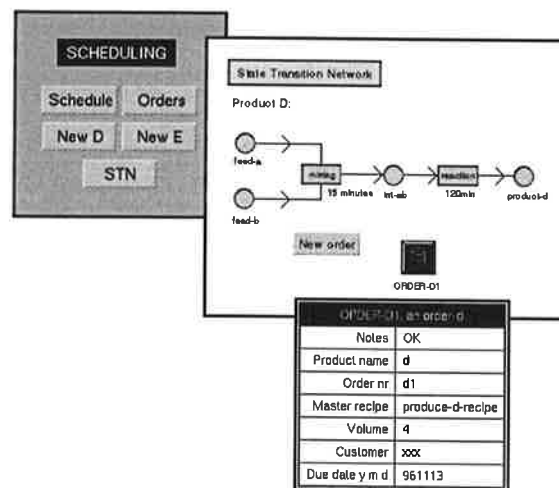 SCHEDULING
Schedule Orders
New D New E
STN
State Transition Network
Product D:
feed-a
mixing reaction
15 minutes int-ab 120min product-d
feed-b
New order
ORDER-D1
ORDER-D1, an order-d
Notes OK
Product name d
Order nr d1
Master recipe produce-d-recipe
Volume 4
Customer xxx
Due date y m d 961113